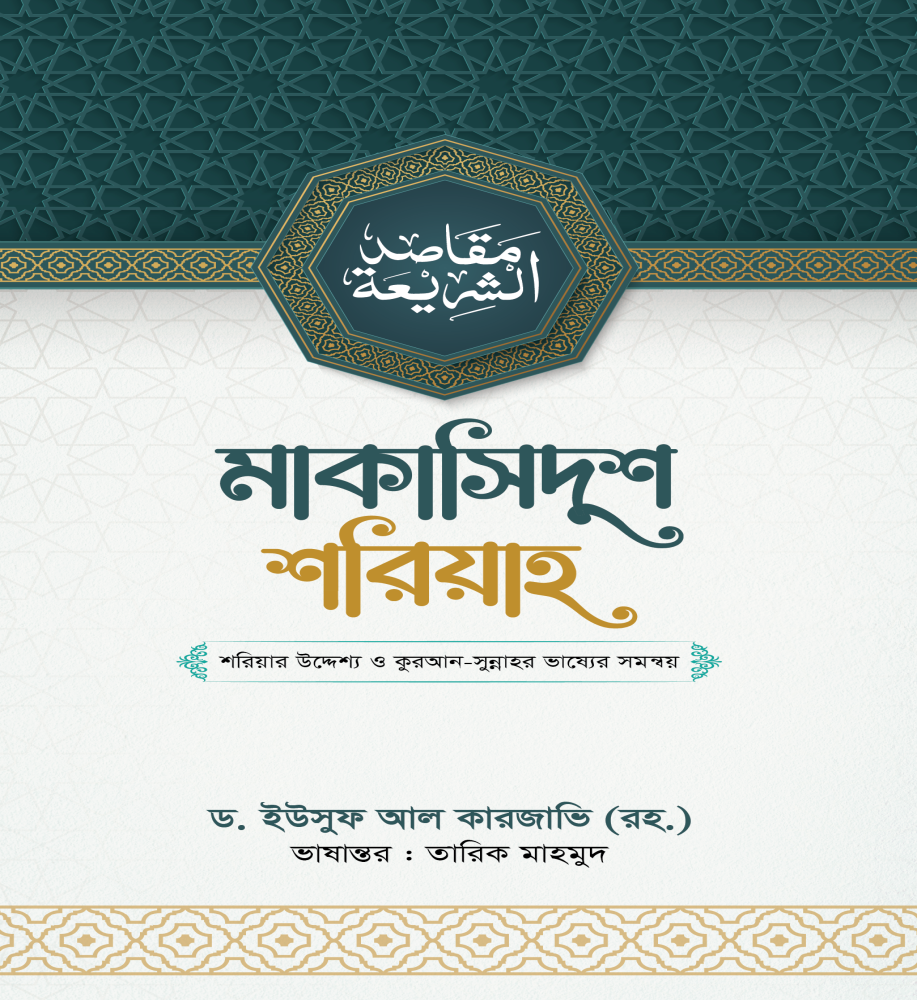 مقاصد
الشريعة
মাকাসিদুশ
শরিয়াহ
শরিয়ার উদ্দেশ্য ও কুরআন-সুন্নাহর ভাষ্যের সমন্বয়
ড. ইউসুফ আল কারজাভি (রহ.)
ভাষান্তর : তারিক মাহমুদ